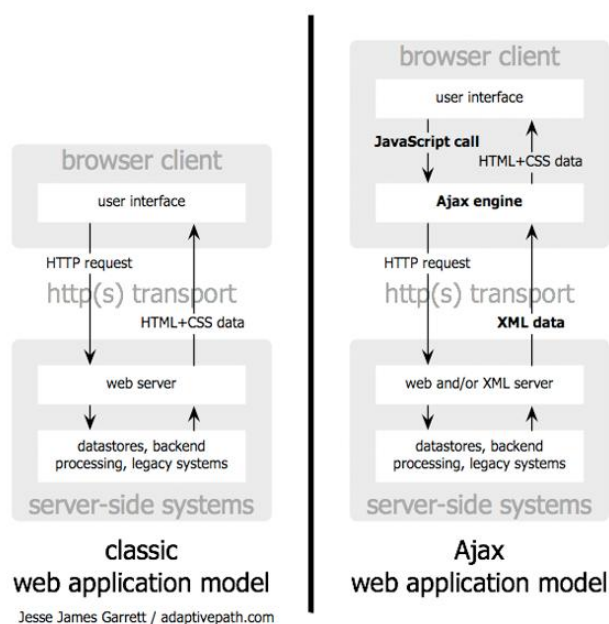 browser client
user interface
HTTP request
http(s) transport
HTML+CSS data
web server
datastores, backend
processing, legacy systems
server-side systems
classic
web application model
Jesse James Garrett / adaptivepath.com
browser client
user interface
JavaScript call
HTML+CSS data
Ajax engine
HTTP request
http(s) transport
XML data
web and/or XML server
datastores, backend
processing, legacy systems
server-side systems
Ajax
web application model